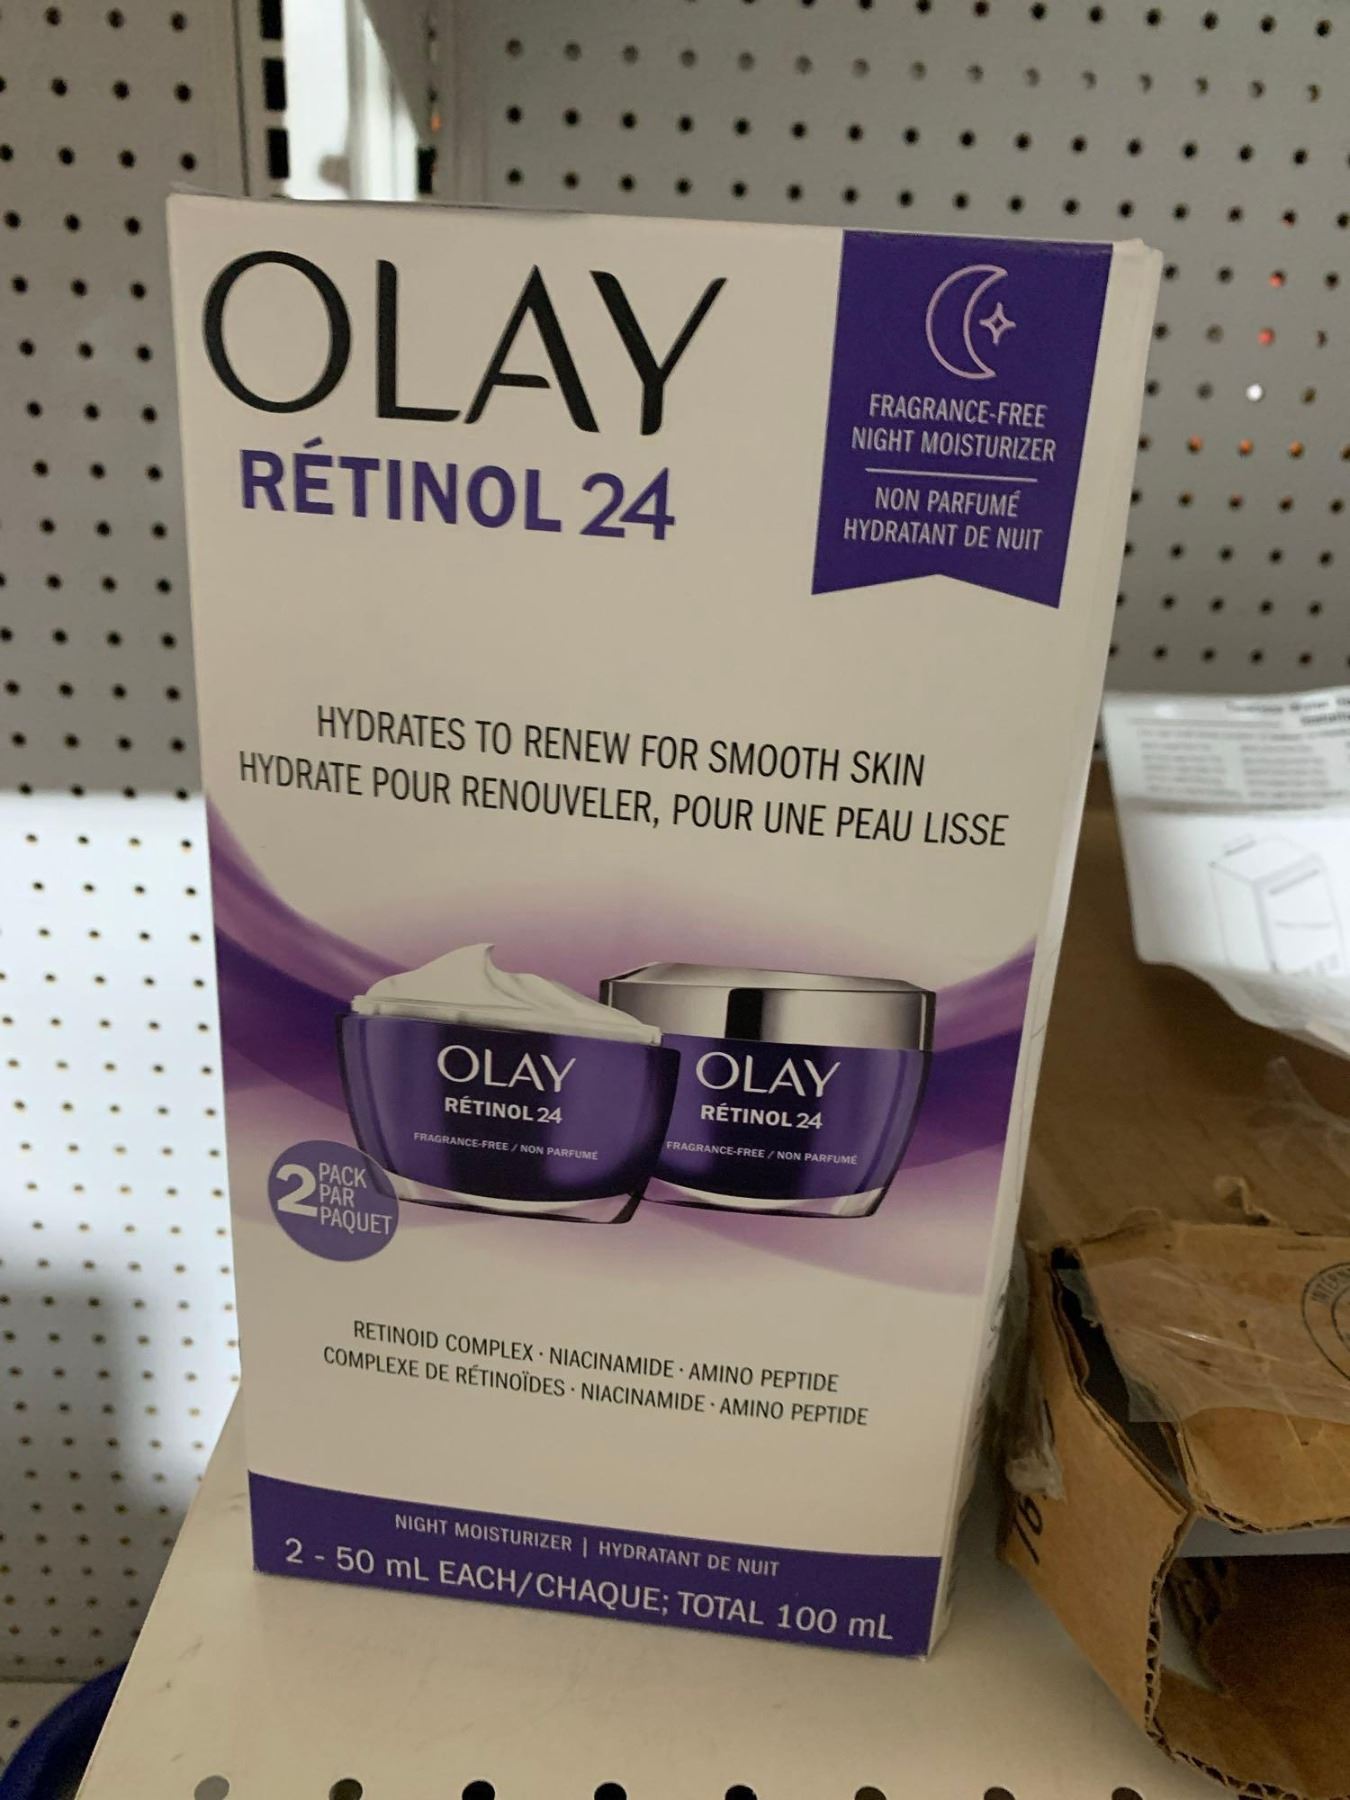 OLAY
RÉTINOL 24
FRAGRANCE-FREE
NIGHT MOISTURIZER
NON PARFUMÉ
HYDRATANT DE NUIT
HYDRATES TO RENEW FOR SMOOTH SKIN
HYDRATE POUR RENOUVELER, POUR UNE PEAU LISSE
OLAY
RÉTINOL 24
FRAGRANCE-FREE / NON PARFUMÉ
OLAY
RÉTINOL 24
FRAGRANCE-FREE / NON PARFUMÉ
2 PACK
PAR
PAQUET
RETINOID COMPLEX · NIACINAMIDE · AMINO PEPTIDE
COMPLEXE DE RÉTINOÏDES · NIACINAMIDE · AMINO PEPTIDE
NIGHT MOISTURIZER | HYDRATANT DE NUIT
2 - 50 mL EACH/CHAQUE; TOTAL 100 mL